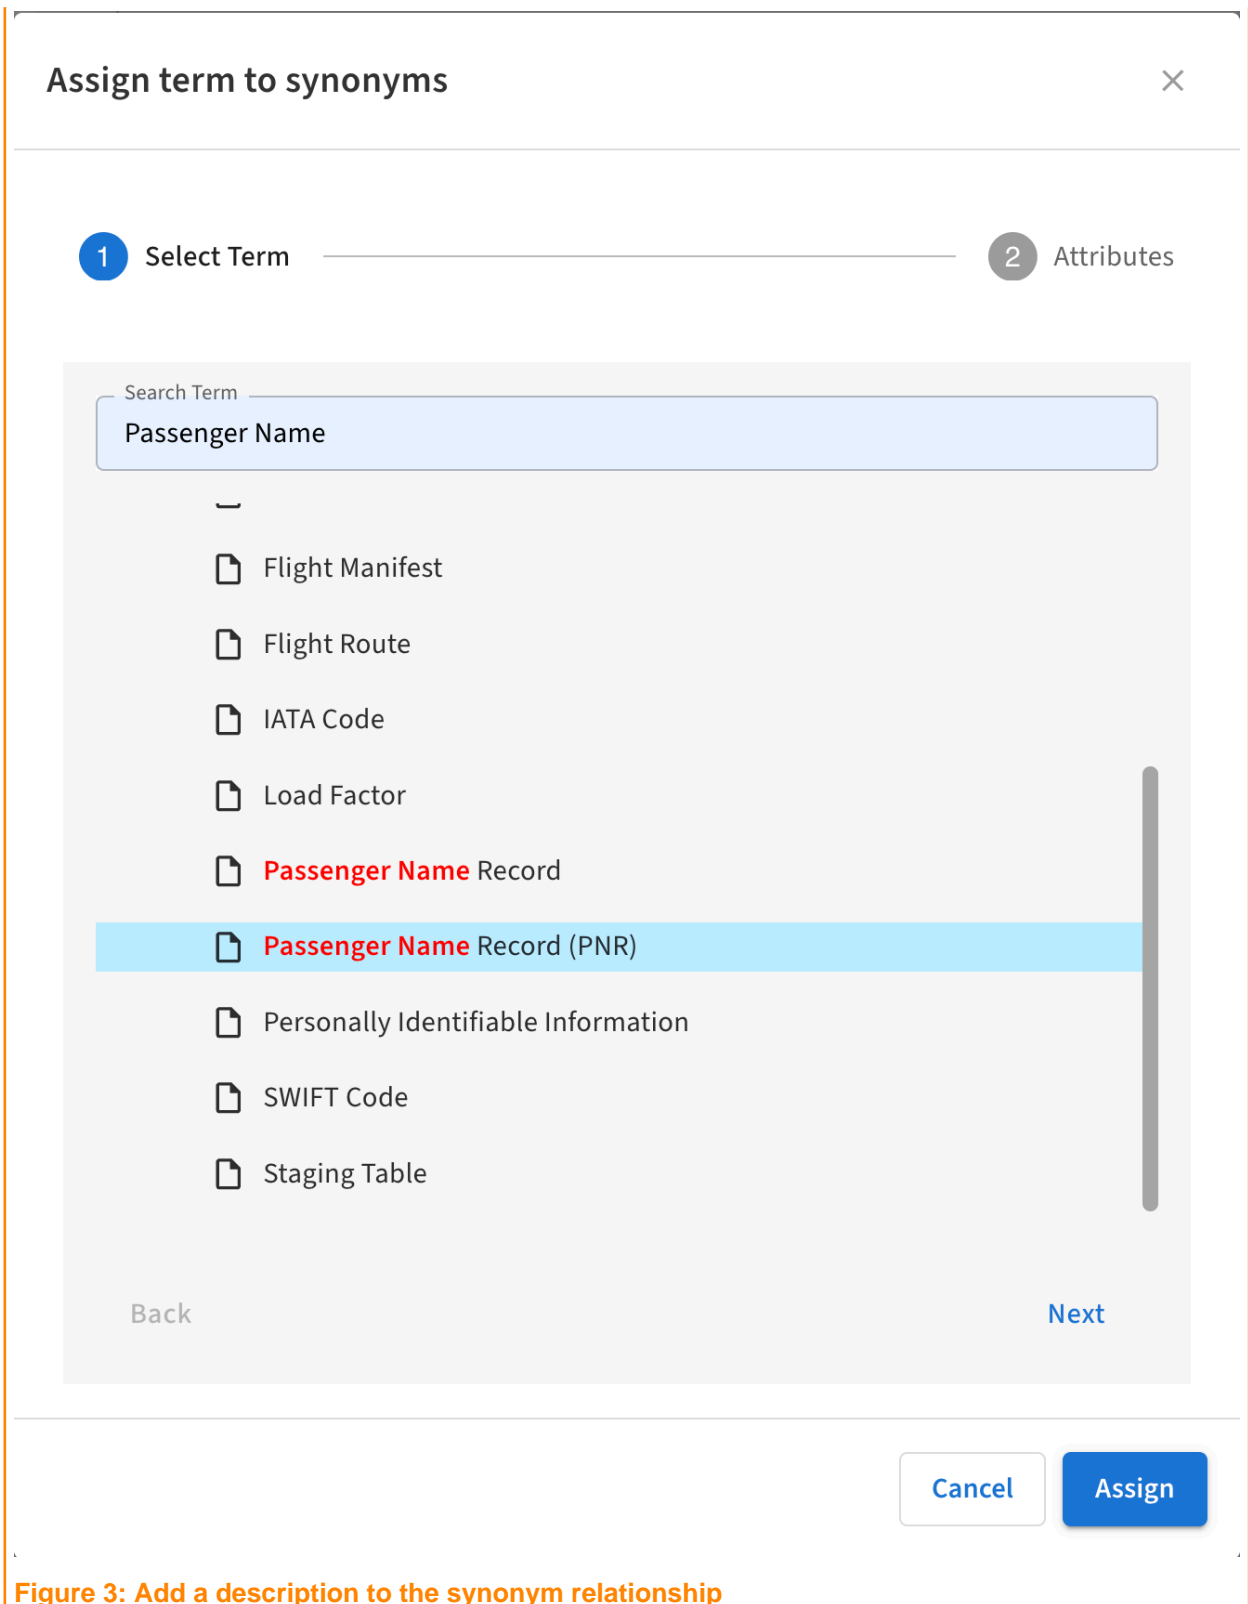 Assign term to synonyms
1 Select Term 2 Attributes
Search Term
Passenger Name
Flight Manifest
Flight Route
IATA Code
Load Factor
Passenger Name Record
Passenger Name Record (PNR)
Personally Identifiable Information
SWIFT Code
Staging Table
Back Next
Cancel Assign
Figure 3: Add a description to the synonym relationship